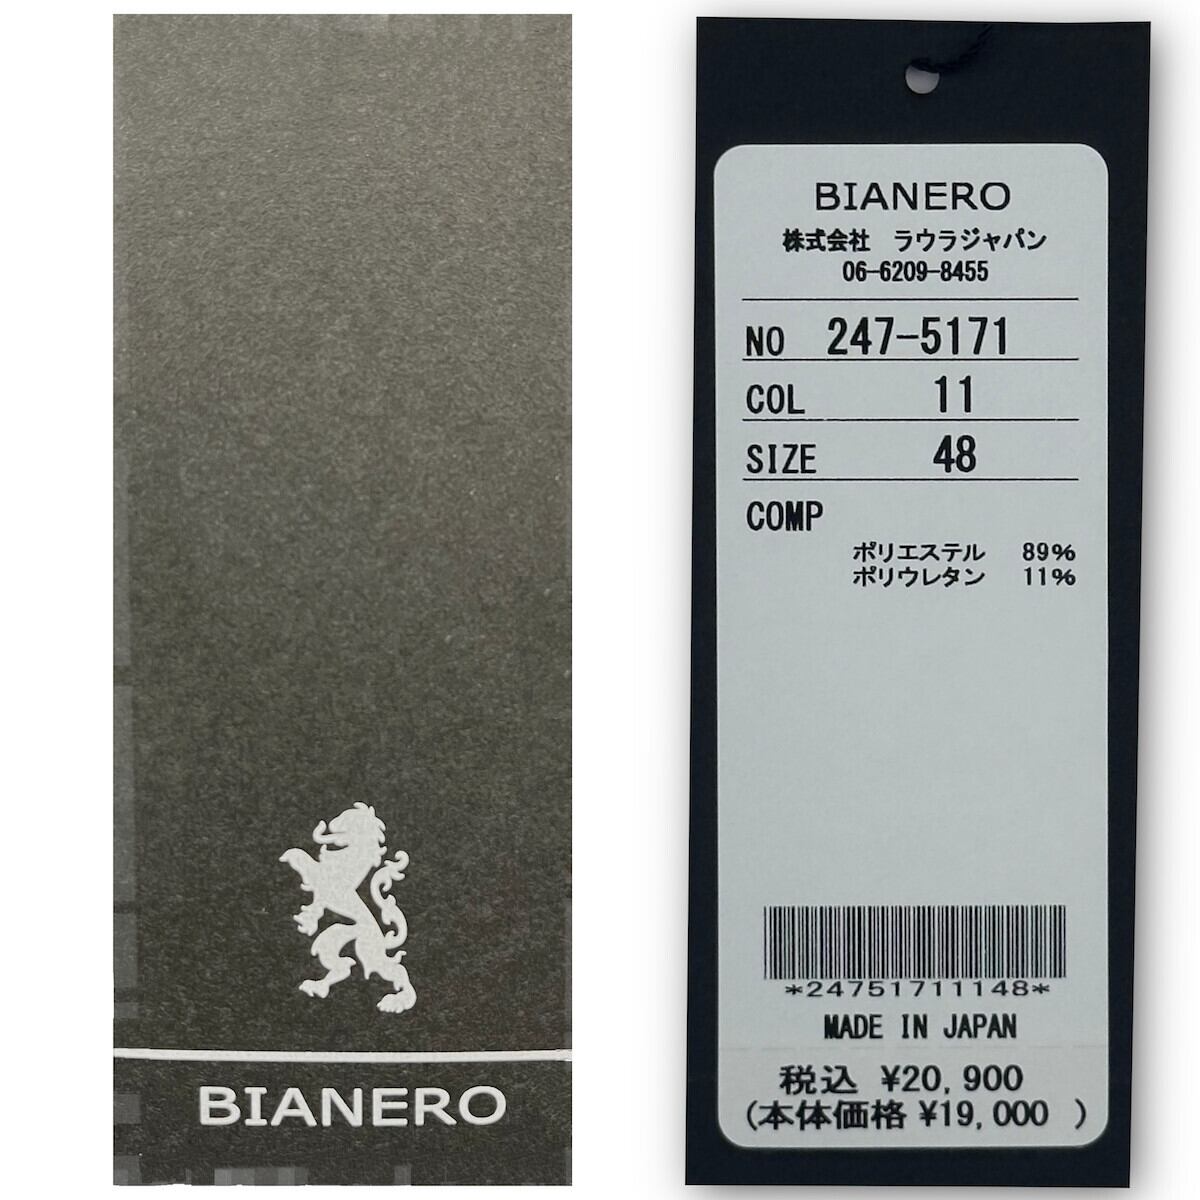 BIANERO
BIANERO
株式会社 ラウラジャパン
06-6209-8455
NO 247-5171
COL 11
SIZE 48
COMP
ポリエステル 89%
ポリウレタン 11%
*24751711148*
MADE IN JAPAN
税込 ¥20,900
(本体価格 ¥19,000 )